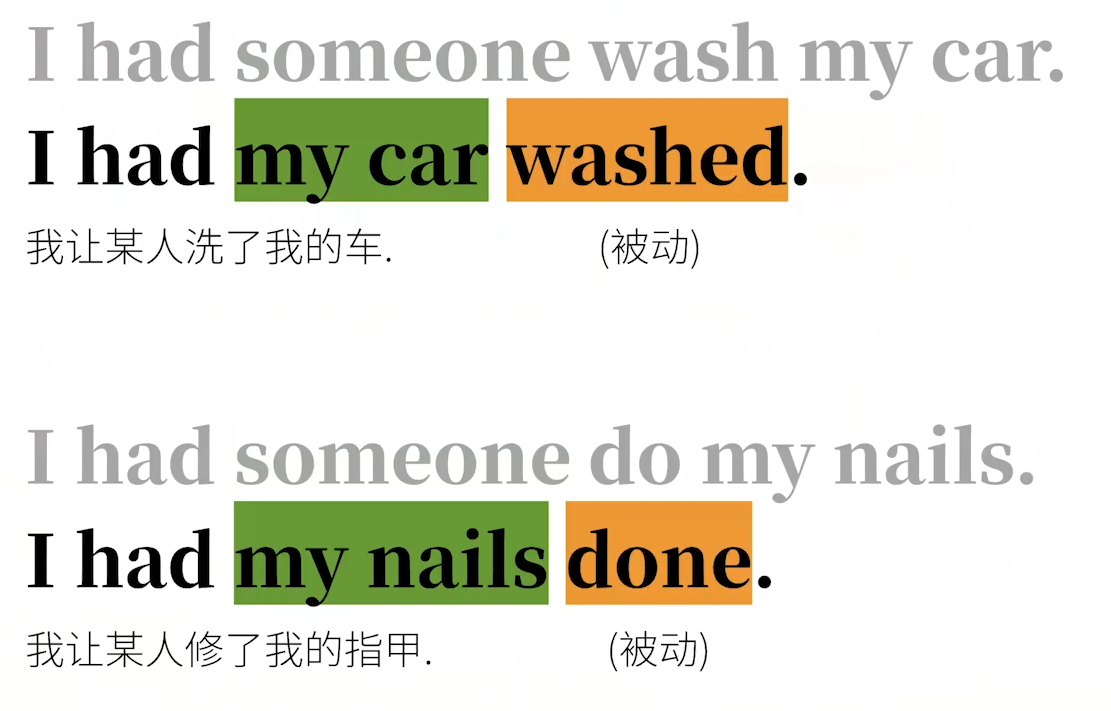 I had someone wash my car.
I had my car washed.
我让某人洗了我的车. (被动)
I had someone do my nails.
I had my nails done.
我让某人修了我的指甲. (被动)